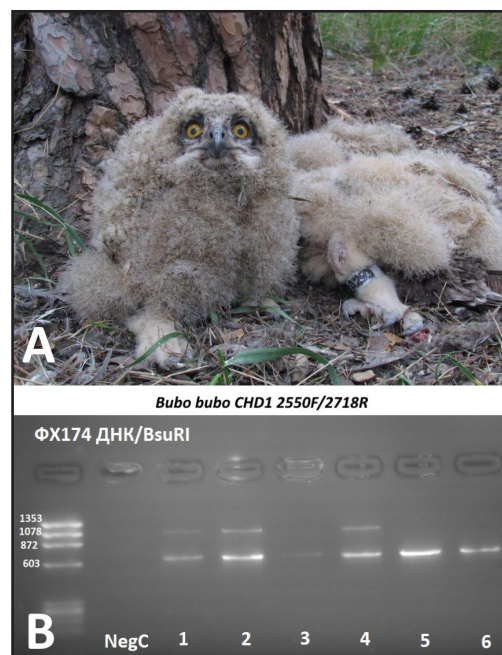 A
Bubo bubo CHD1 2550F/2718R
ФХ174 ДНК/BsuRI
1353
1078
872
603
B
NegC 1 2 3 4 5 6